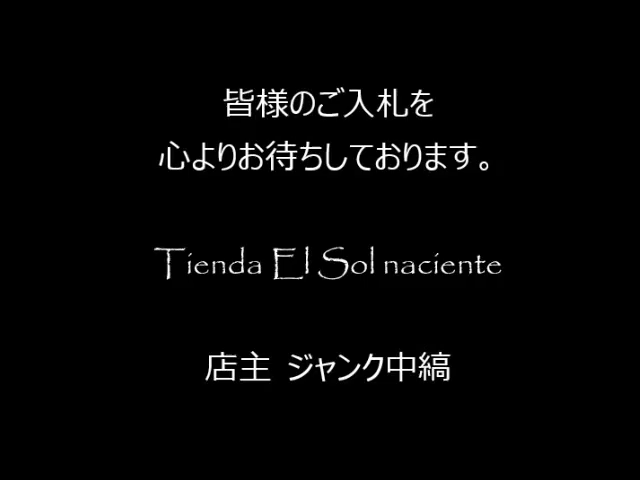 皆様のご入札を
心よりお待ちしております。
Tienda El Sol naciente
店主 ジャンク中縞